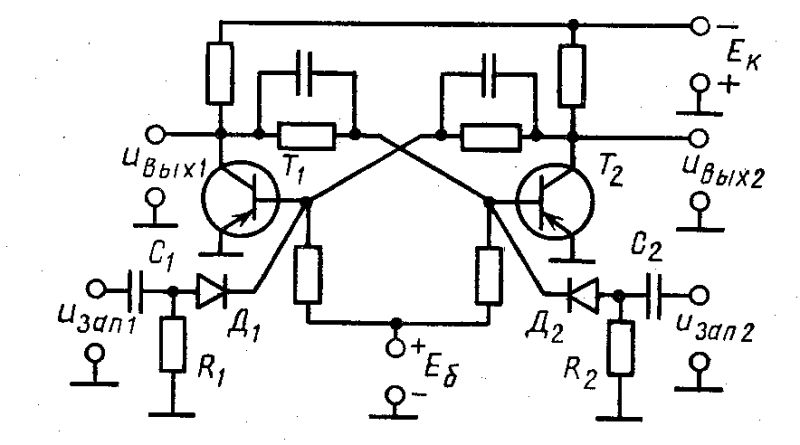 −
Eк
+
uвых1
T1
T2
uвых2
C1
C2
uзап1
Д1
+
Eб
−
Д2
uзап2
R1
R2